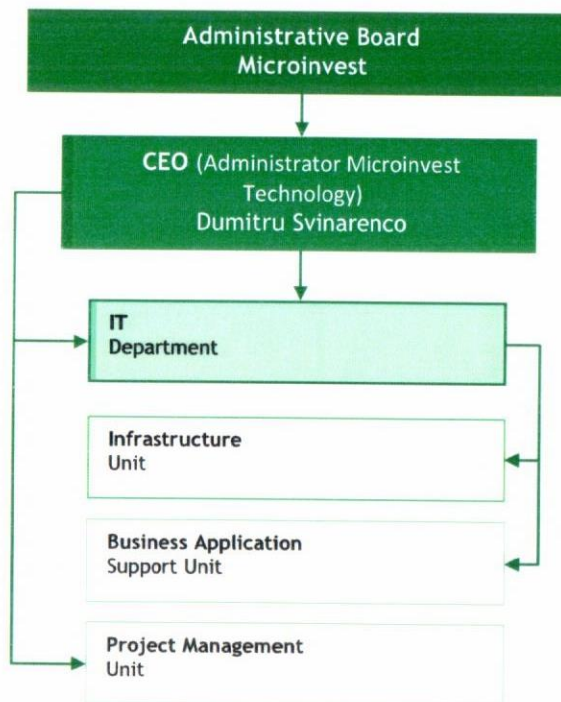 Administrative Board
Microinvest
CEO (Administrator Microinvest
Technology)
Dumitru Svinarenco
IT
Department
Infrastructure
Unit
Business Application
Support Unit
Project Management
Unit